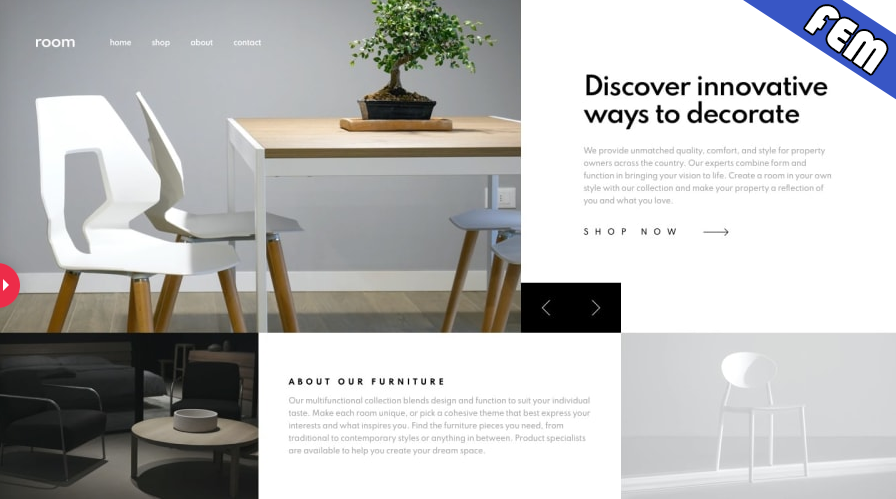 room
home shop about contact
FEM
Discover innovative
ways to decorate
We provide unmatched quality, comfort, and style for property
owners across the country. Our experts combine form and
function in bringing your vision to life. Create a room in your own
style with our collection and make your property a reflection of
you and what you love.
SHOP NOW
ABOUT OUR FURNITURE
Our multifunctional collection blends design and function to suit your individual
taste. Make each room unique, or pick a cohesive theme that best express your
interests and what inspires you. Find the furniture pieces you need, from
traditional to contemporary styles or anything in between. Product specialists
are available to help you create your dream space.